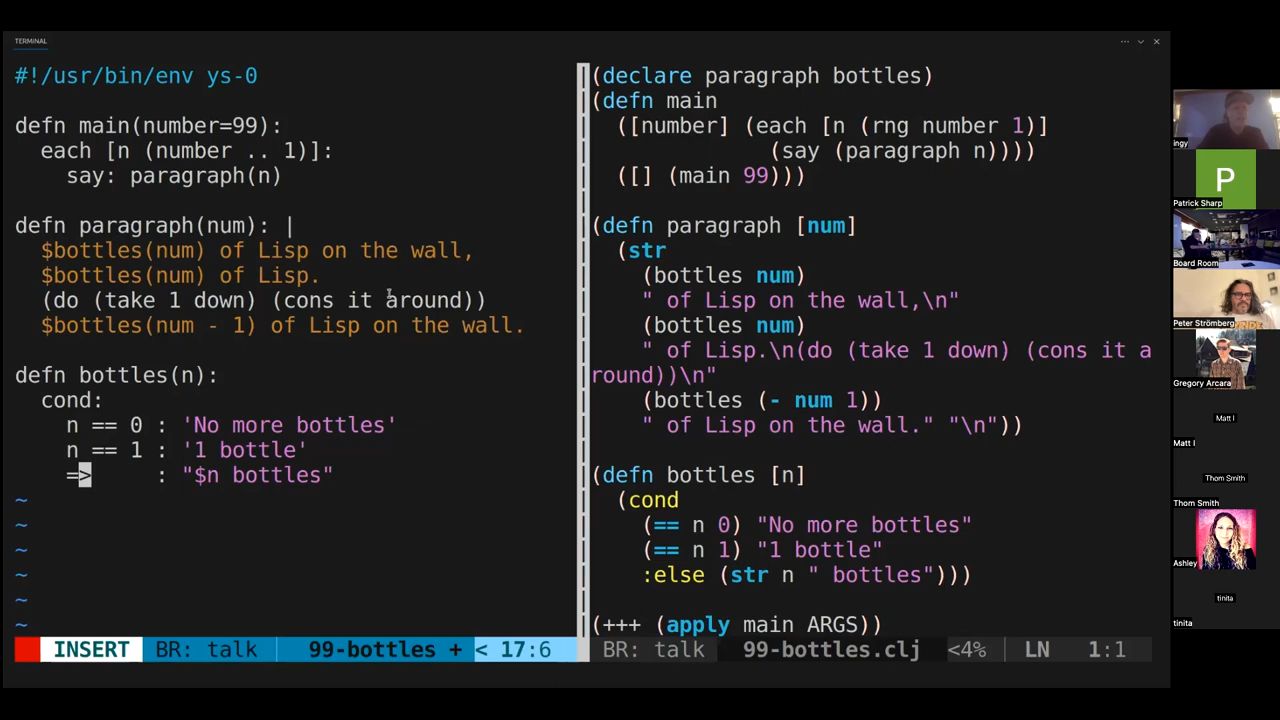 TERMINAL
#!/usr/bin/env ys-0
defn main(number=99):
each [n (number .. 1)]:
say: paragraph(n)
defn paragraph(num): |
$bottles(num) of Lisp on the wall,
$bottles(num) of Lisp.
(do (take 1 down) (cons it around))
$bottles(num - 1) of Lisp on the wall.
defn bottles(n):
cond:
n == 0 : 'No more bottles'
n == 1 : '1 bottle'
=> : "$n bottles"
~
~
~
~
~
~
INSERT BR: talk 99-bottles + < 17:6
(declare paragraph bottles)
(defn main
([number] (each [n (rng number 1)]
(say (paragraph n))))
([] (main 99)))
(defn paragraph [num]
(str
(bottles num)
" of Lisp on the wall,\n"
(bottles num)
" of Lisp.\n(do (take 1 down) (cons it a
round))\n"
(bottles (- num 1))
" of Lisp on the wall." "\n"))
(defn bottles [n]
(cond
(== n 0) "No more bottles"
(== n 1) "1 bottle"
:else (str n " bottles")))
(+++ (apply main ARGS))
BR: talk 99-bottles.clj <4% LN 1:1
ingy
P
Patrick Sharp
Board Room
Peter Strömberg
Gregory Arcara
Matt I
Matt I
Thom Smith
Thom Smith
Ashley
tinita
tinita